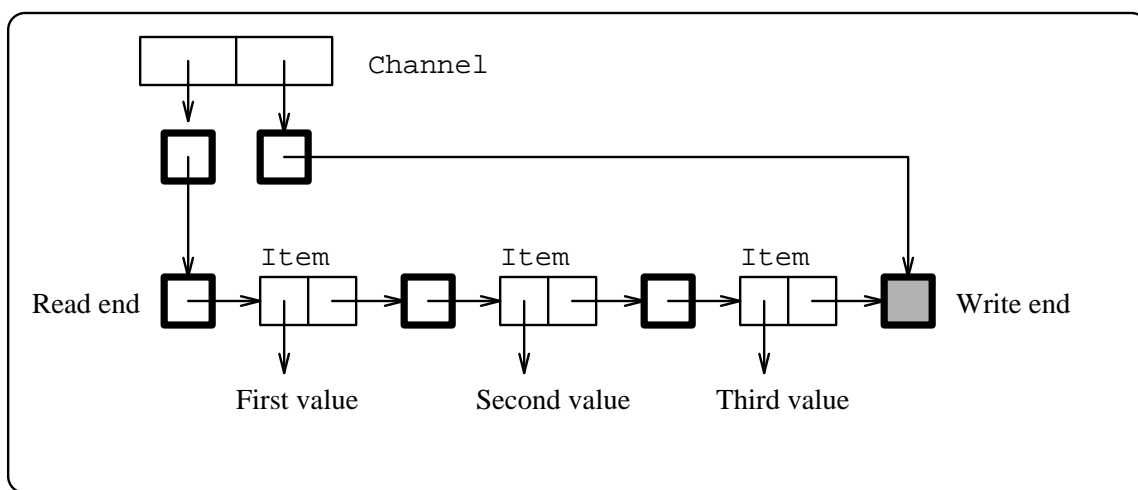 Channel
Item Item Item
Read end Write end
First value Second value Third value